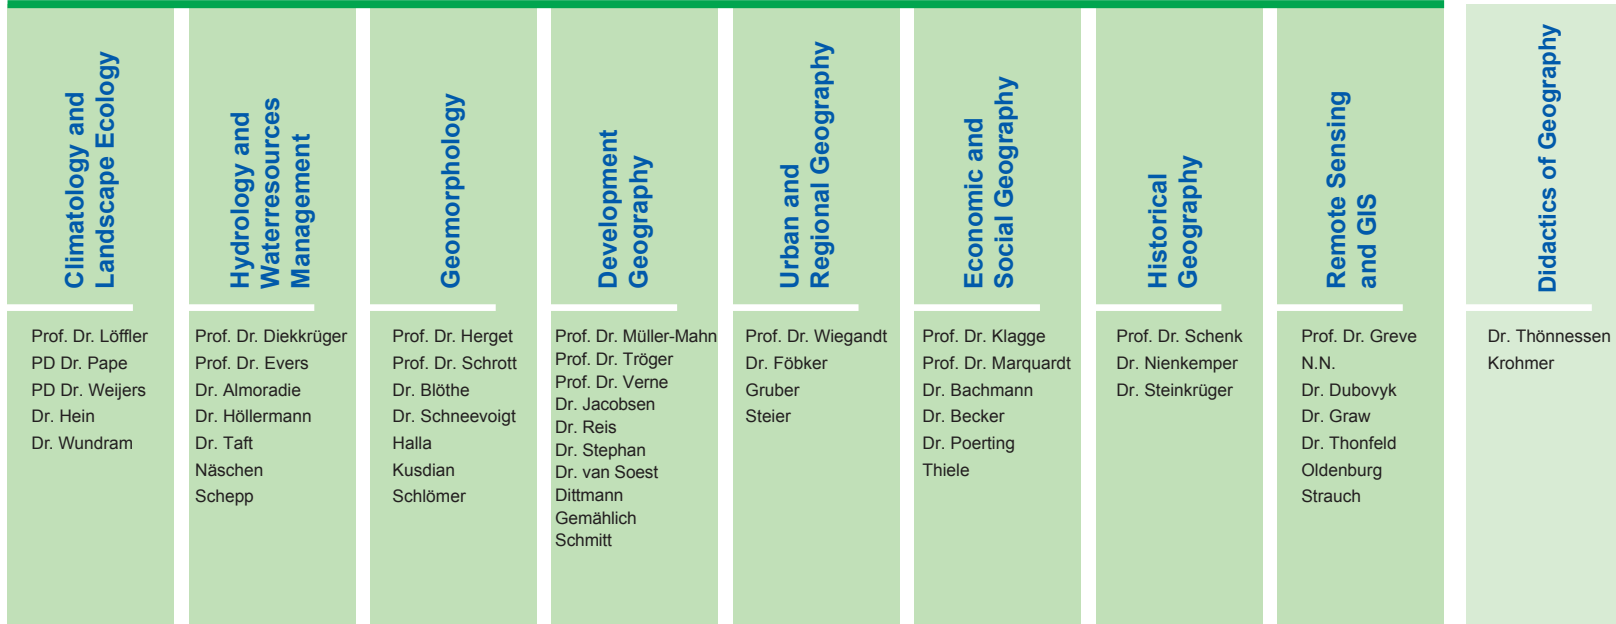 Climatology and
Landscape Ecology
Prof. Dr. Löffler
PD Dr. Pape
PD Dr. Weijers
Dr. Hein
Dr. Wundram
Hydrology and
Waterresources
Management
Prof. Dr. Diekkrüger
Prof. Dr. Evers
Dr. Almoradie
Dr. Höllermann
Dr. Taft
Näschen
Schepp
Geomorphology
Prof. Dr. Herget
Prof. Dr. Schrott
Dr. Blöthe
Dr. Schneevoigt
Halla
Kusdian
Schlömer
Development
Geography
Prof. Dr. Müller-Mahn
Prof. Dr. Tröger
Prof. Dr. Verne
Dr. Jacobsen
Dr. Reis
Dr. Stephan
Dr. van Soest
Dittmann
Gemählich
Schmitt
Urban and
Regional Geography
Prof. Dr. Wiegandt
Dr. Föbker
Gruber
Steier
Economic and
Social Geography
Prof. Dr. Klagge
Prof. Dr. Marquardt
Dr. Bachmann
Dr. Becker
Dr. Poerting
Thiele
Historical
Geography
Prof. Dr. Schenk
Dr. Nienkemper
Dr. Steinkrüger
Remote Sensing
and GIS
Prof. Dr. Greve
N.N.
Dr. Dubovyk
Dr. Graw
Dr. Thonfeld
Oldenburg
Strauch
Didactics of Geography
Dr. Thönnessen
Krohmer